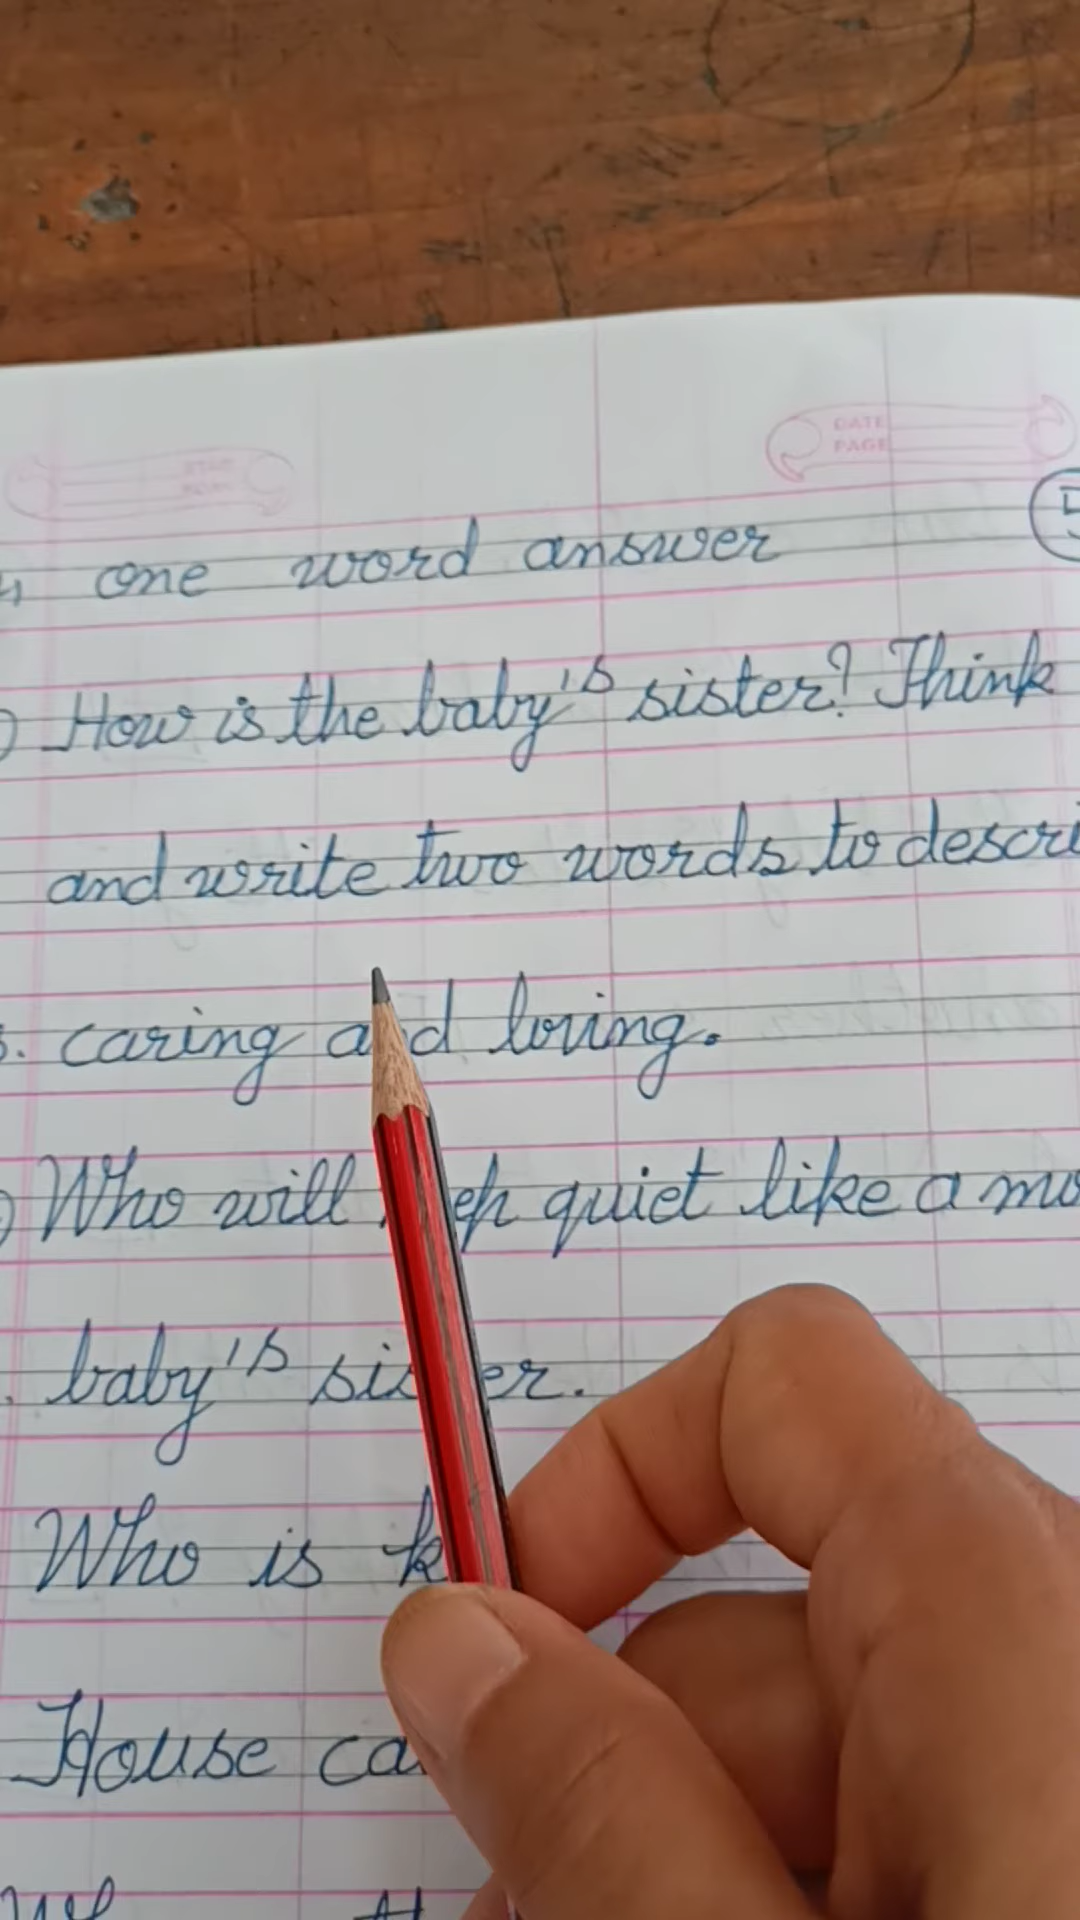 DATE
PAGE
one word answer
How is the baby's sister? Think
and write two words to descri
caring and loving.
Who will quiet like a
baby's sister.
Who is
House